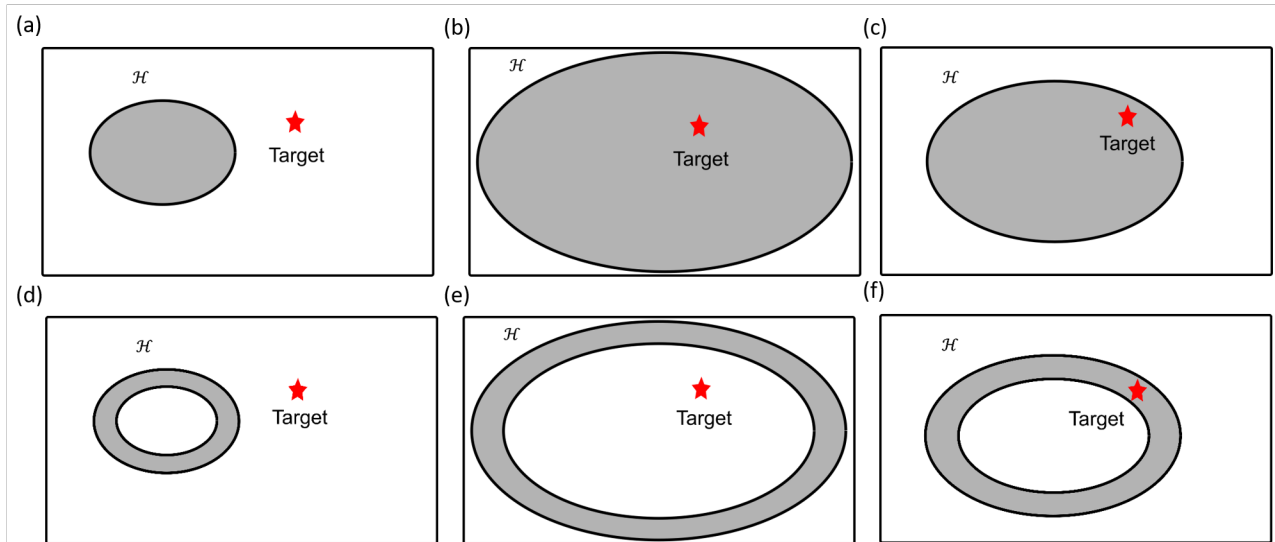 (a)
ℋ
Target
(b)
ℋ
Target
(c)
ℋ
Target
(d)
ℋ
Target
(e)
ℋ
Target
(f)
ℋ
Target